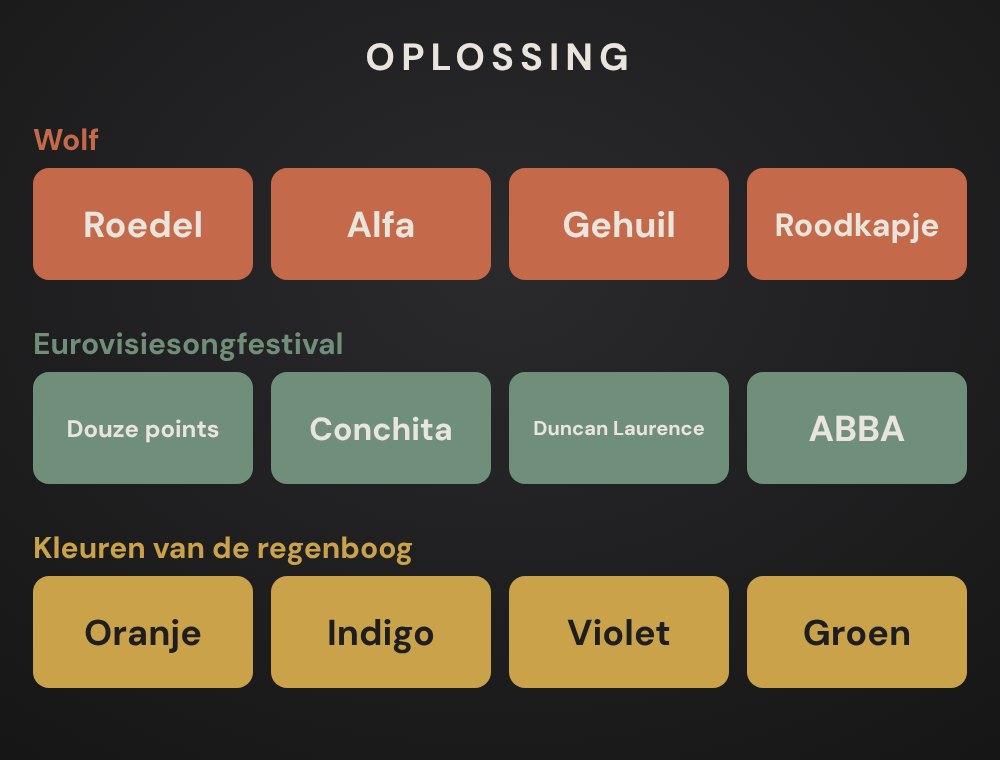 OPLOSSING
Wolf
Roedel Alfa Gehuil Roodkapje
Eurovisiesongfestival
Douze points Conchita Duncan Laurence ABBA
Kleuren van de regenboog
Oranje Indigo Violet Groen